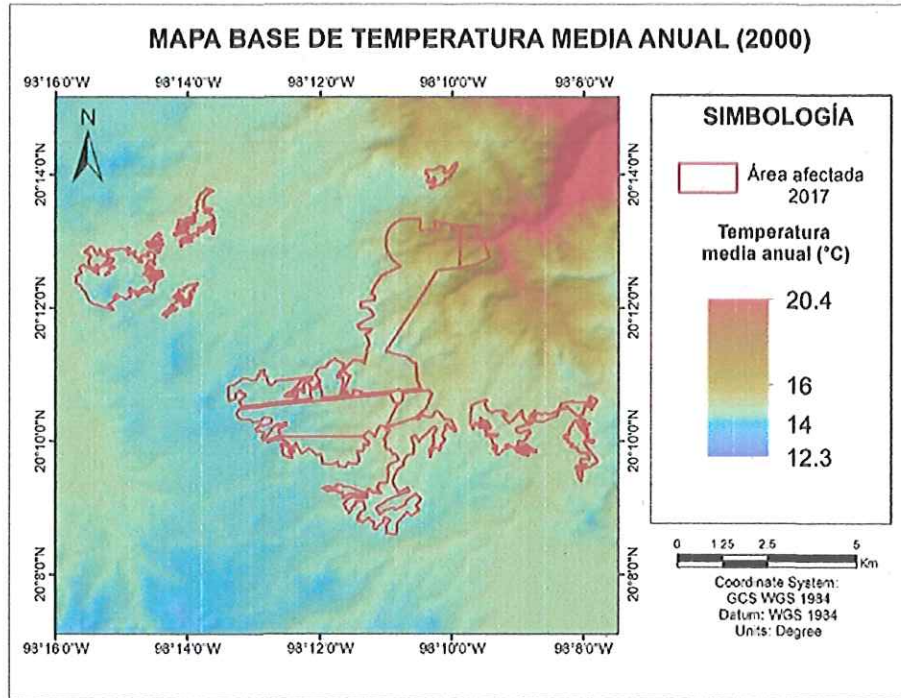 MAPA BASE DE TEMPERATURA MEDIA ANUAL (2000)
98°16'0"W 98°14'0"W 98°12'0"W 98°10'0"W 98°8'0"W
N
20°14'0"N
20°12'0"N
20°10'0"N
20°8'0"N
20°14'0"N
20°12'0"N
20°10'0"N
20°8'0"N
98°16'0"W 98°14'0"W 98°12'0"W 98°10'0"W 98°8'0"W
SIMBOLOGÍA
Área afectada
2017
Temperatura
media anual (°C)
20.4
16
14
12.3
0 1.25 2.5 5
Km
Coordinate System:
GCS WGS 1984
Datum: WGS 1984
Units: Degree